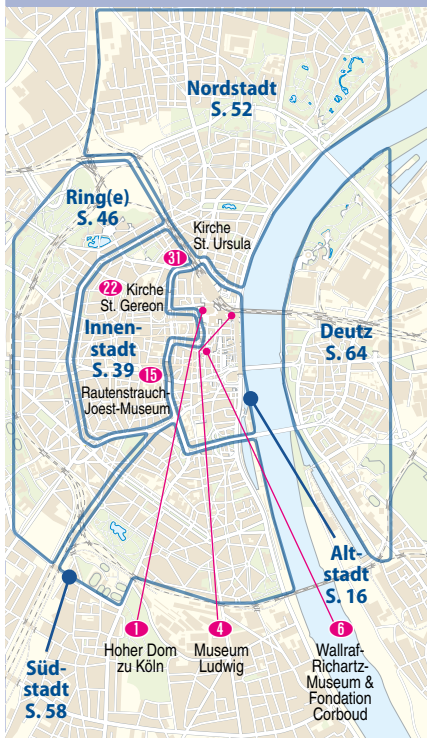 Nordstadt
S. 52
Ring(e)
S. 46
Kirche
St. Ursula
31
22 Kirche
St. Gereon
Innen-
stadt
S. 39
15
Rautenstrauch-
Joest-Museum
Deutz
S. 64
Alt-
stadt
S. 16
1
Hoher Dom
zu Köln
4
Museum
Ludwig
6
Wallraf-
Richartz-
Museum &
Fondation
Corboud
Süd-
stadt
S. 58